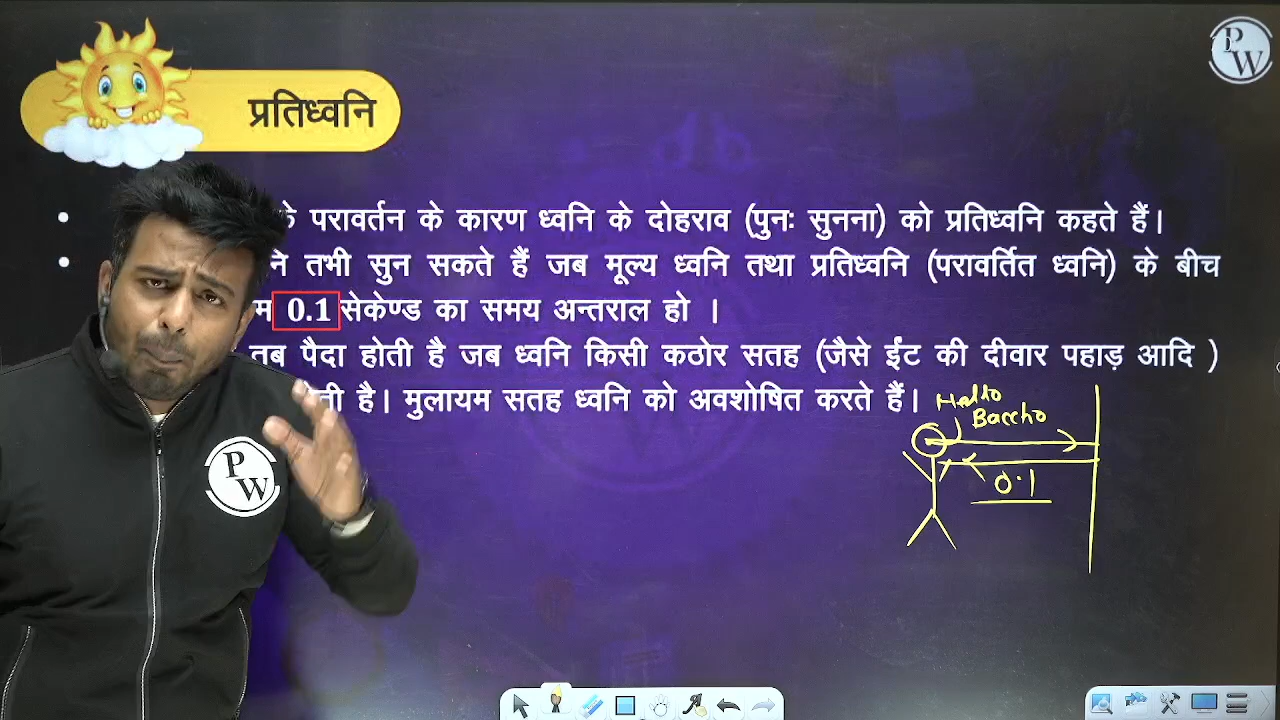 PW
प्रतिध्वनि
के परावर्तन के कारण ध्वनि के दोहराव (पुनः सुनना) को प्रतिध्वनि कहते हैं।
नि तभी सुन सकते हैं जब मूल्य ध्वनि तथा प्रतिध्वनि (परावर्तित ध्वनि) के बीच
म 0.1 सेकेण्ड का समय अन्तराल हो ।
तब पैदा होती है जब ध्वनि किसी कठोर सतह (जैसे ईंट की दीवार पहाड़ आदि )
है। मुलायम सतह ध्वनि को अवशोषित करते हैं।
Hello
Baccho
0.1
PW